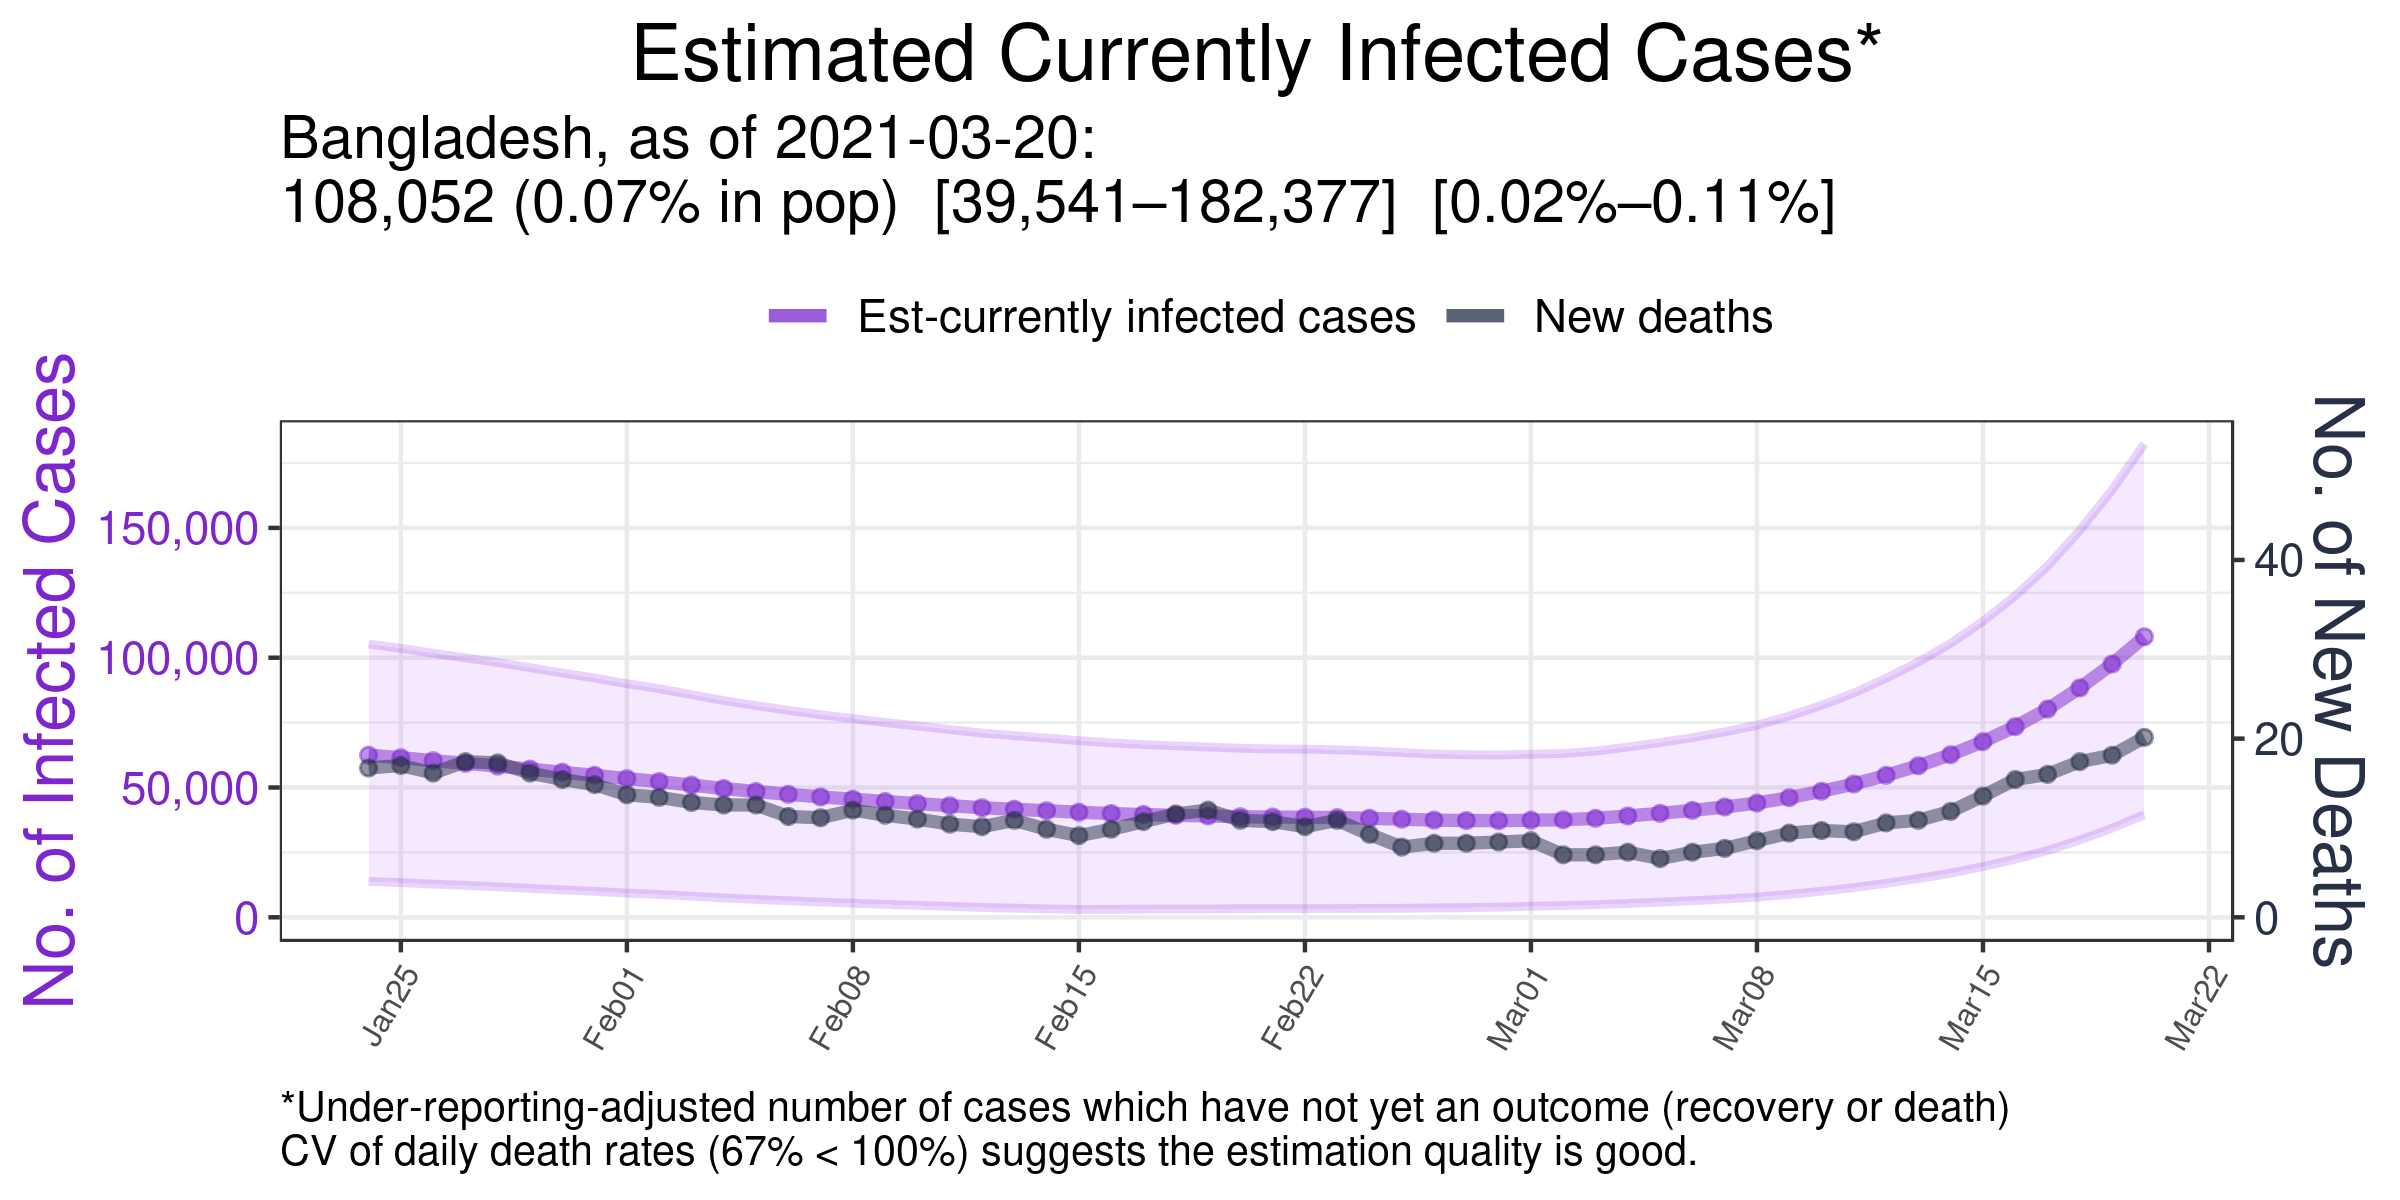 Estimated Currently Infected Cases*
Bangladesh, as of 2021-03-20:
108,052 (0.07% in pop)  [39,541–182,377]  [0.02%–0.11%]
Est-currently infected cases
New deaths
No. of Infected Cases
150,000
100,000
50,000
0
No. of New Deaths
40
20
0
Jan25
Feb01
Feb08
Feb15
Feb22
Mar01
Mar08
Mar15
Mar22
*Under-reporting-adjusted number of cases which have not yet an outcome (recovery or death)
CV of daily death rates (67% < 100%) suggests the estimation quality is good.